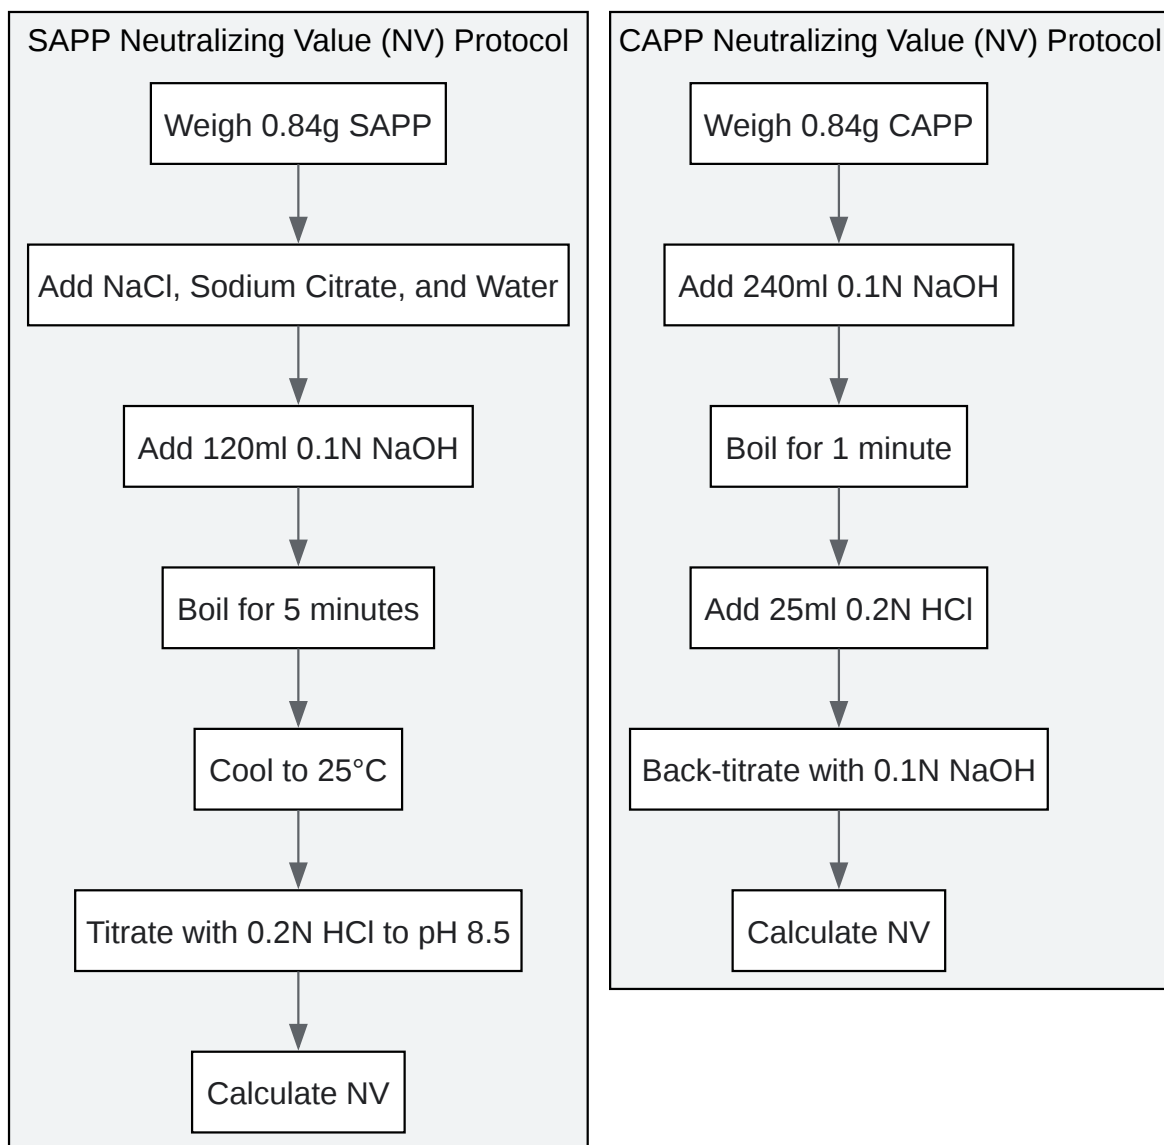 SAPP Neutralizing Value (NV) Protocol
Weigh 0.84g SAPP
Add NaCl, Sodium Citrate, and Water
Add 120ml 0.1N NaOH
Boil for 5 minutes
Cool to 25°C
Titrate with 0.2N HCl to pH 8.5
Calculate NV
CAPP Neutralizing Value (NV) Protocol
Weigh 0.84g CAPP
Add 240ml 0.1N NaOH
Boil for 1 minute
Add 25ml 0.2N HCl
Back-titrate with 0.1N NaOH
Calculate NV